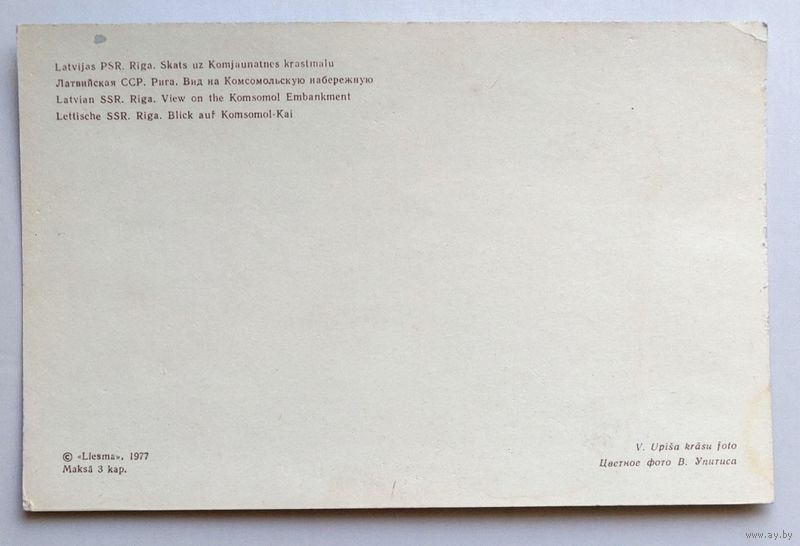 Latvijas PSR. Rīga. Skats uz Komjaunatnes krastmalu
Латвийская ССР. Рига. Вид на Комсомольскую набережную
Latvian SSR. Riga. View on the Komsomol Embankment
Lettische SSR. Riga. Blick auf Komsomol-Kai
© «Liesma», 1977
Maksā 3 kap.
V. Upīša krāsu foto
Цветное фото В. Упитиса
www.ay.by